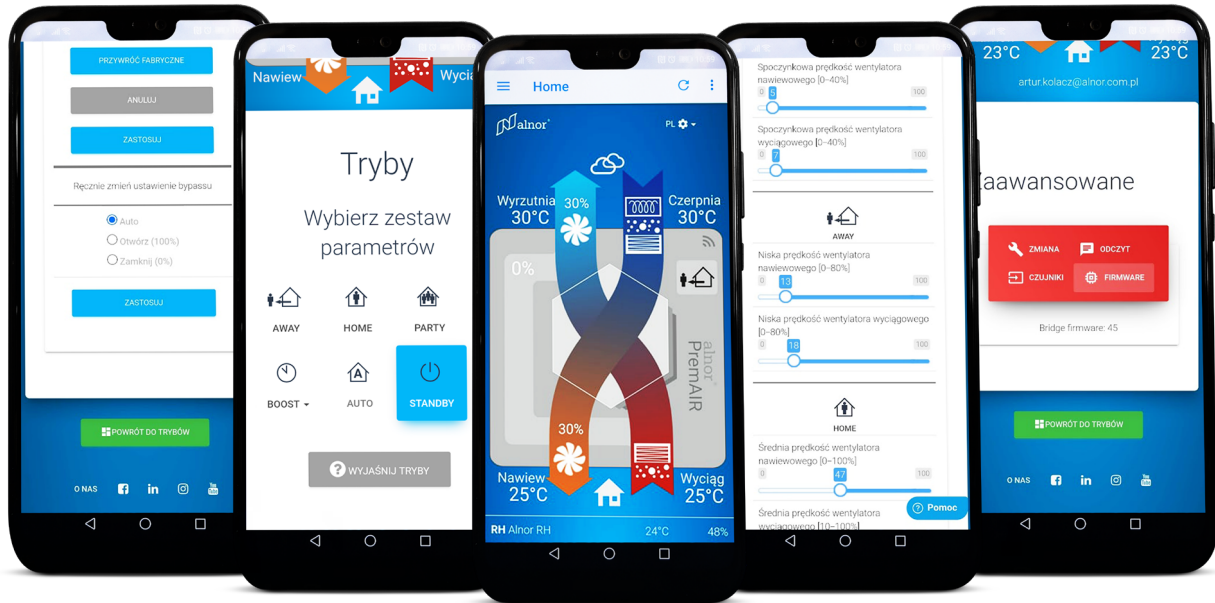 PRZYWRÓĆ FABRYCZNE
ANULUJ
ZASTOSUJ
Ręcznie zmień ustawienie bypassu
Auto
Otwórz (100%)
Zamknij (0%)
ZASTOSUJ
POWRÓT DO TRYBÓW
O NAS
Nawiew
Wycią
Tryby
Wybierz zestaw
parametrów
AWAY
HOME
PARTY
BOOST
AUTO
STANDBY
? WYJAŚNIJ TRYBY
Home
alnor
PL
Wyrzutnia
30°C
30%
Czerpnia
30°C
0%
alnor
PremAIR
30%
Nawiew
25°C
Wyciąg
25°C
RH Alnor RH
24°C
48%
Spoczynkowa prędkość wentylatora
nawiewowego [0–40%]
0 5 100
Spoczynkowa prędkość wentylatora
wyciągowego [0–40%]
0 7 100
AWAY
Niska prędkość wentylatora
nawiewowego [0–80%]
0 13 100
Niska prędkość wentylatora wyciągowego
[0–80%]
0 18 100
HOME
Średnia prędkość wentylatora
nawiewowego [0–100%]
0 47 100
Średnia prędkość wentylatora
wyciągowego [10–100%]
? Pomoc
23°C
23°C
artur.kolacz@alnor.com.pl
aawansowane
ZMIANA
ODCZYT
CZUJNIKI
FIRMWARE
Bridge firmware: 45
POWRÓT DO TRYBÓW
O NAS